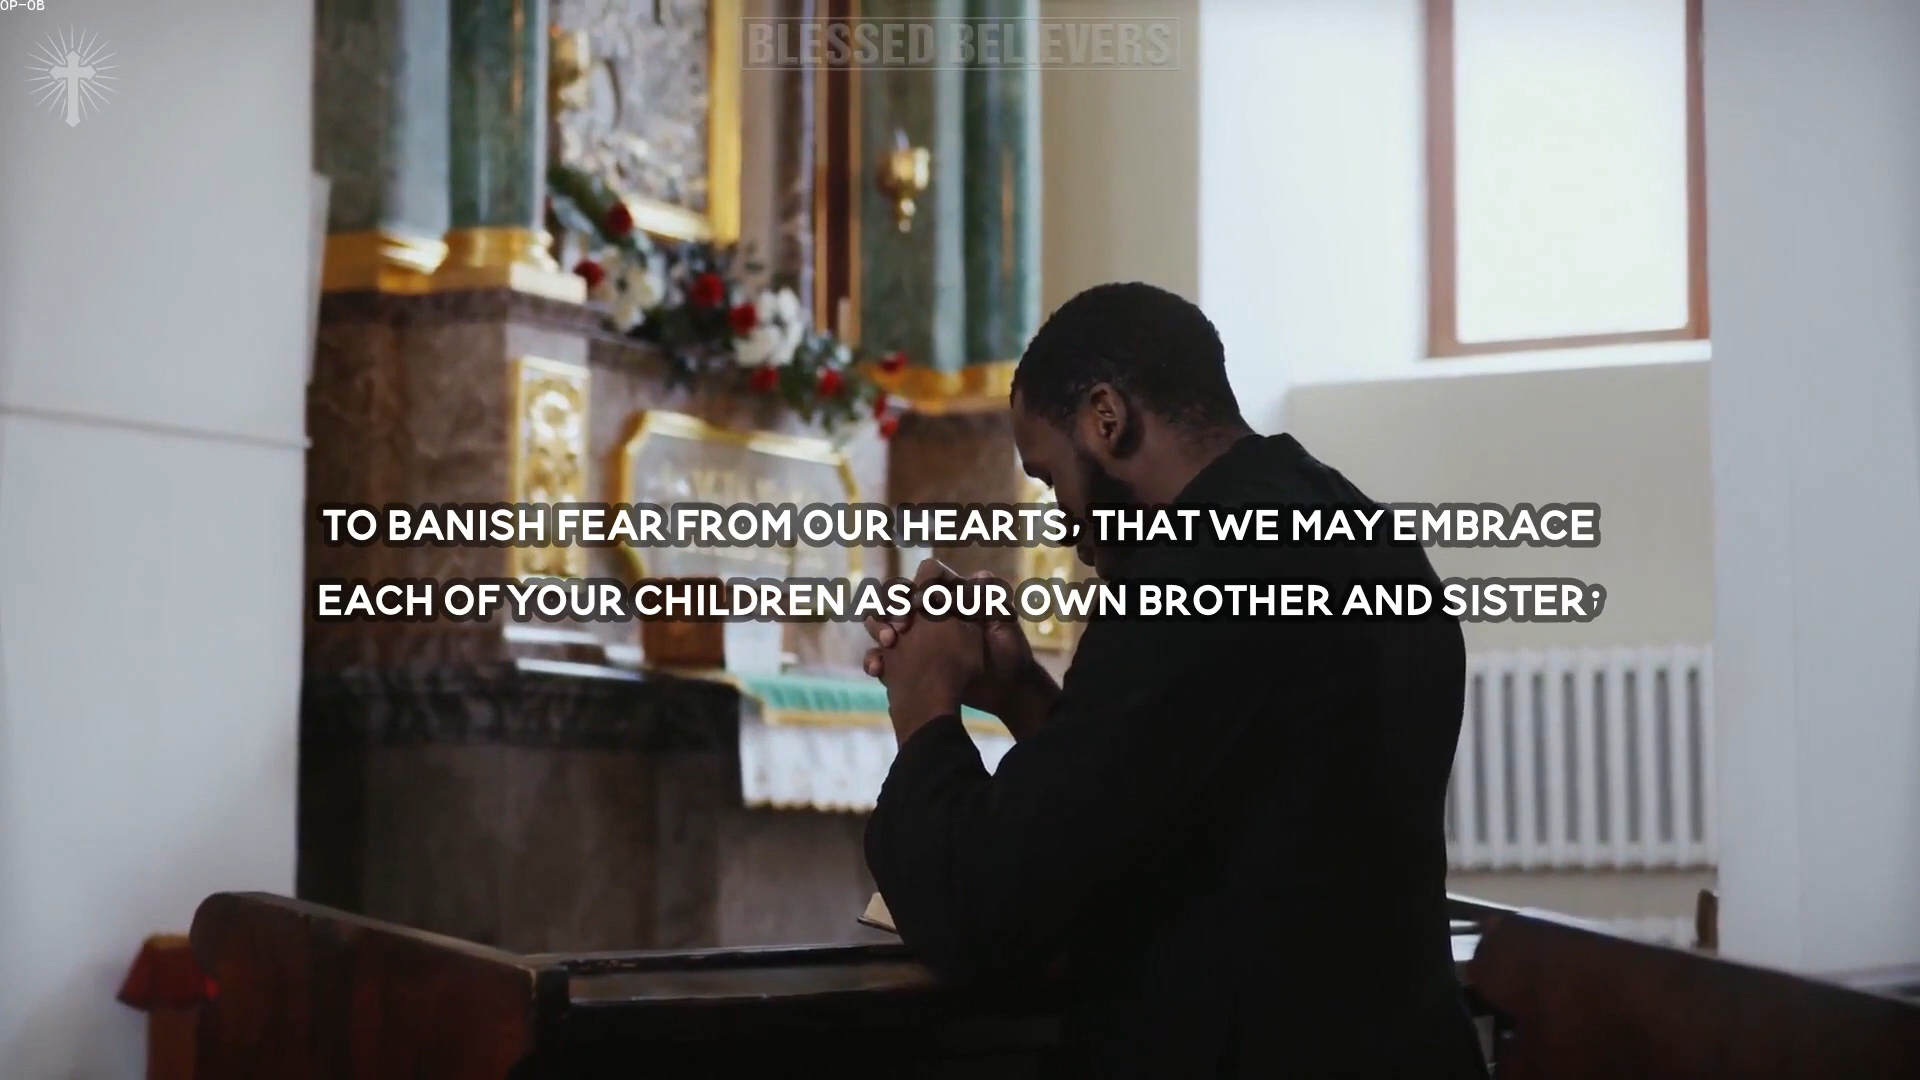 OP-OB
BLESSED BELIEVERS
TO BANISH FEAR FROM OUR HEARTS, THAT WE MAY EMBRACE
EACH OF YOUR CHILDREN AS OUR OWN BROTHER AND SISTER;